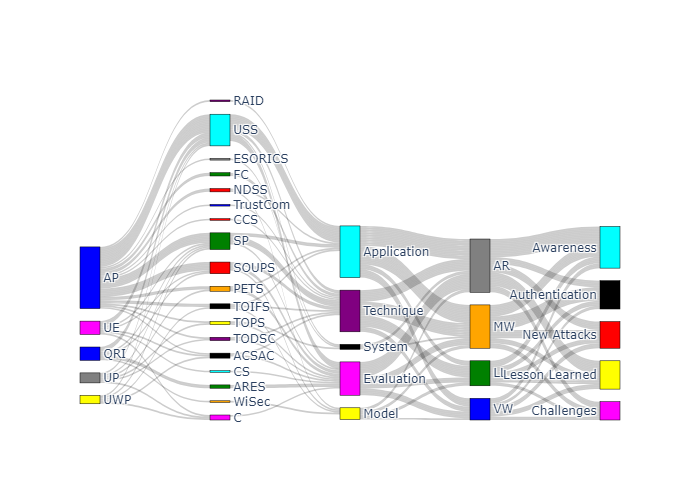 AP
UE
QRI
UP
UWP
RAID
USS
ESORICS
FC
NDSS
TrustCom
CCS
SP
SOUPS
PETS
TOIFS
TOPS
TODSC
ACSAC
CS
ARES
WiSec
C
Application
Technique
System
Evaluation
Model
AR
MW
LL
VW
Awareness
Authentication
New Attacks
Lesson Learned
Challenges